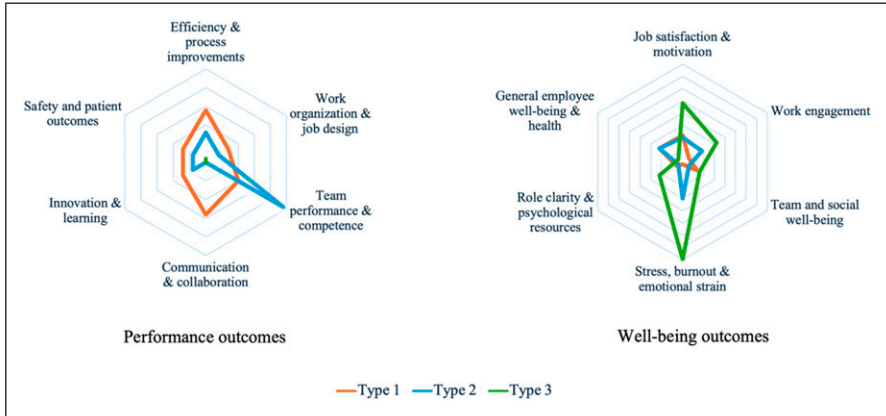 Efficiency &
process
improvements
Safety and patient
outcomes
Work
organization &
job design
Innovation &
learning
Team
performance &
competence
Communication
& collaboration
Performance outcomes
Job satisfaction &
motivation
General employee
well-being &
health
Work engagement
Role clarity &
psychological
resources
Team and social
well-being
Stress, burnout &
emotional strain
Well-being outcomes
Type 1 Type 2 Type 3